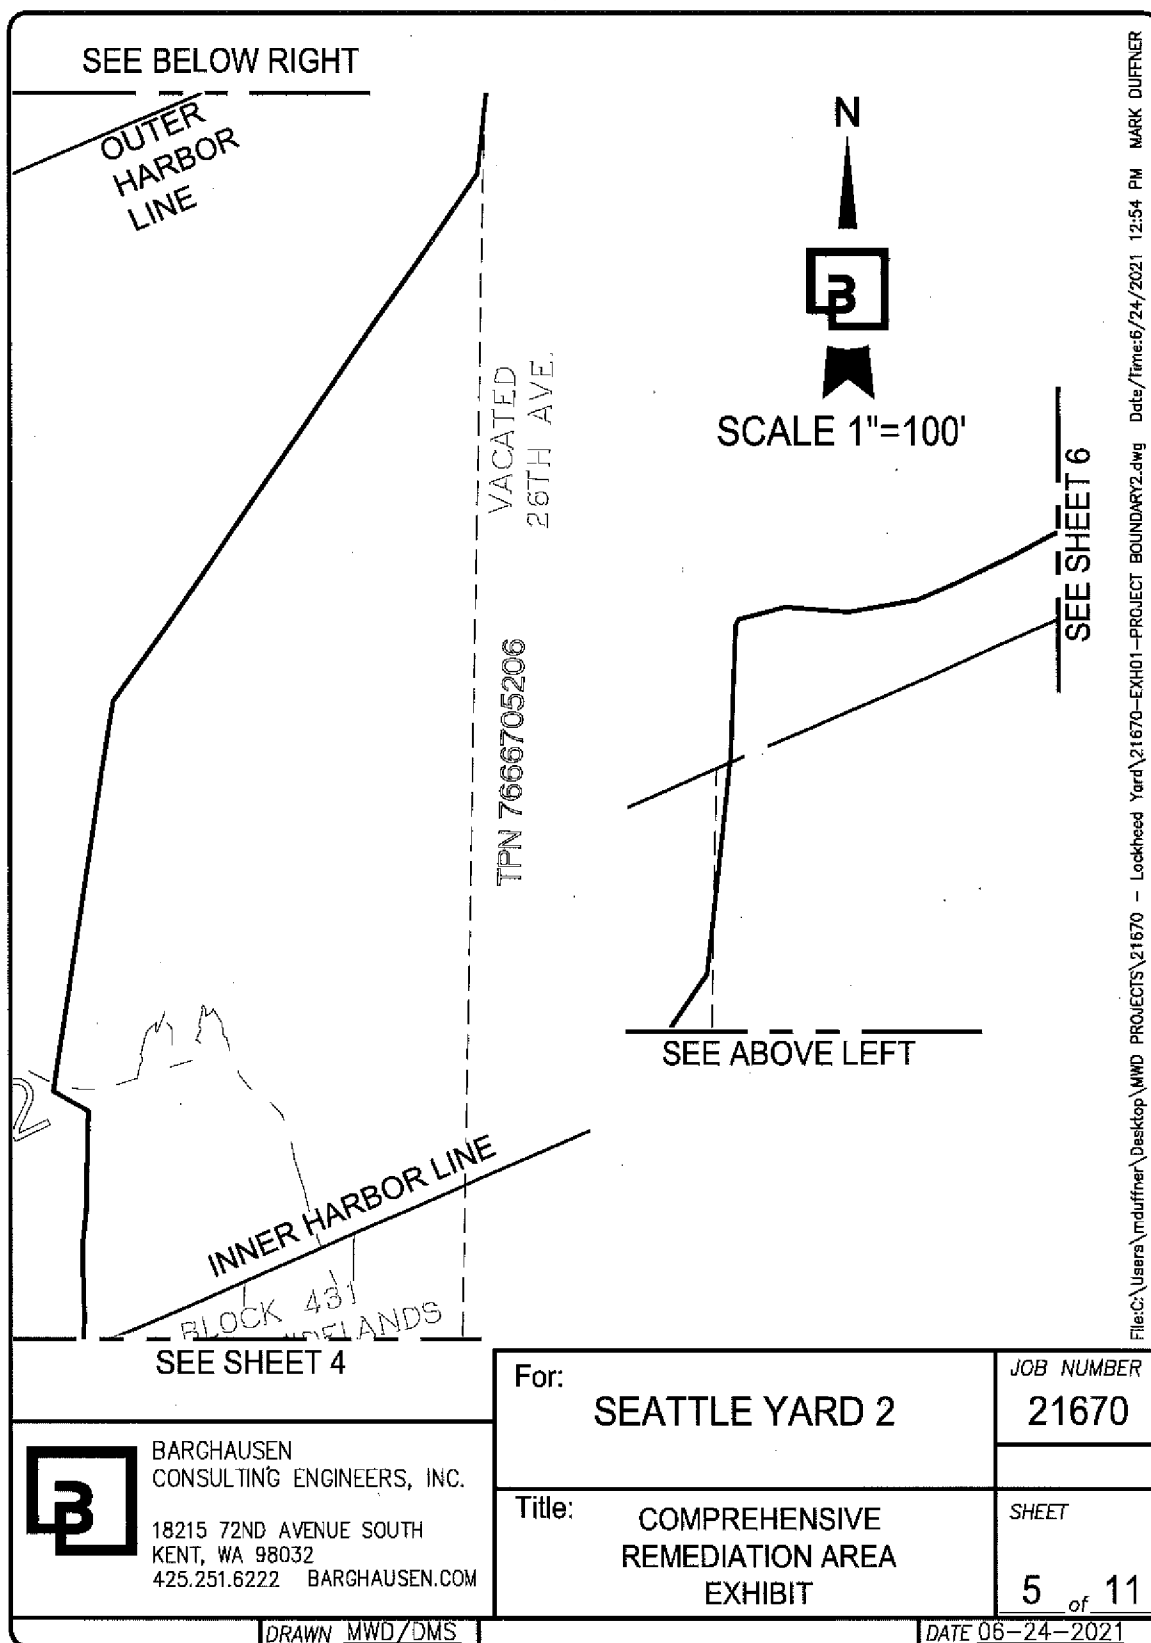 SEE BELOW RIGHT
OUTER
HARBOR
LINE
N
SCALE 1"=100'
VACATED
26TH AVE.
TPN 7666705206
SEE SHEET 6
SEE ABOVE LEFT
2
INNER HARBOR LINE
BLOCK 431
SEE SHEET 4
File:C:\Users\mduffner\Desktop\MWD PROJECTS\21670 - Lockheed Yard\21670-EXH01-PROJECT BOUNDARY2.dwg Date/Time:6/24/2021 12:54 PM MARK DUFFNER
For:
SEATTLE YARD 2
JOB NUMBER
21670
B
BARGHAUSEN
CONSULTING ENGINEERS, INC.
18215 72ND AVENUE SOUTH
KENT, WA 98032
425.251.6222 BARGHAUSEN.COM
Title:
COMPREHENSIVE
REMEDIATION AREA
EXHIBIT
SHEET
5 of 11
DRAWN MWD/DMS
DATE 06-24-2021